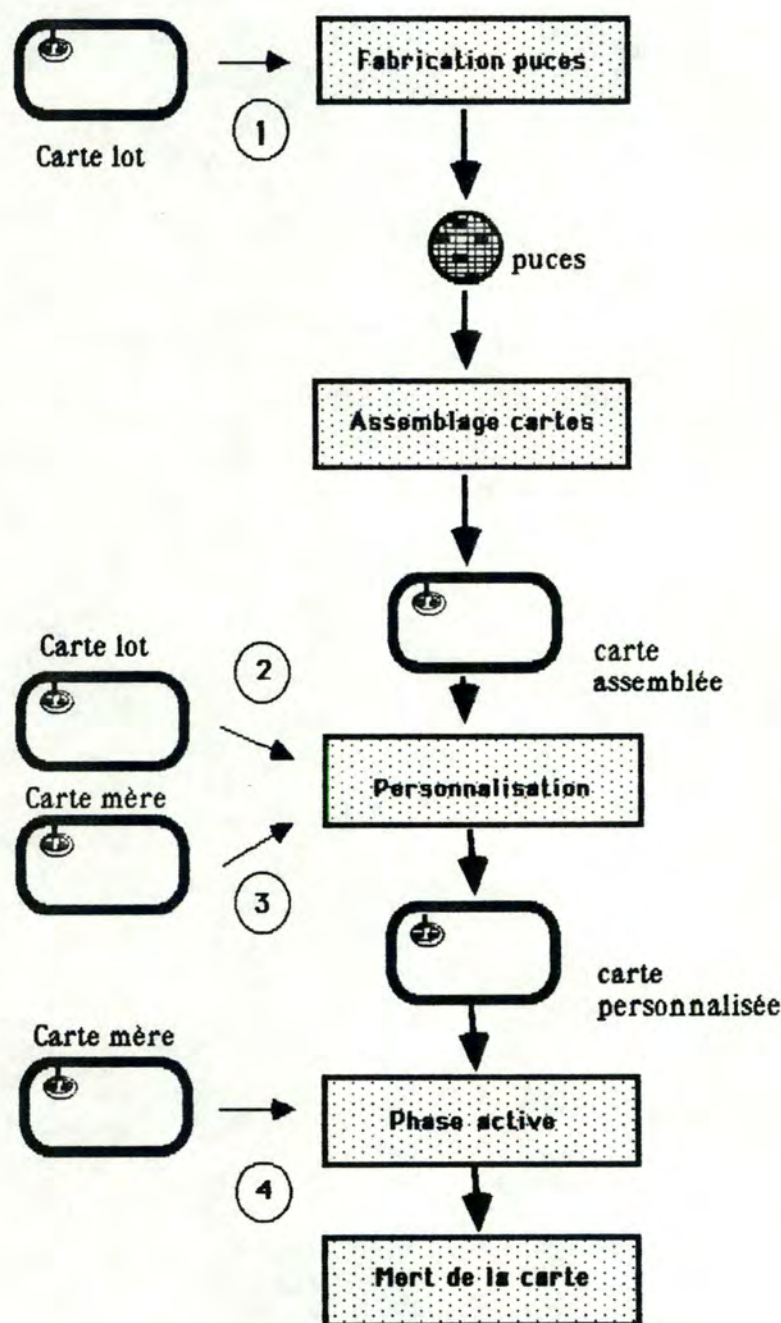 Fabrication puces
1
Carte lot
puces
Assemblage cartes
Carte lot
2
carte
assemblée
Carte mère
Personnalisation
3
carte
personnalisée
Carte mère
Phase active
4
Mort de la carte